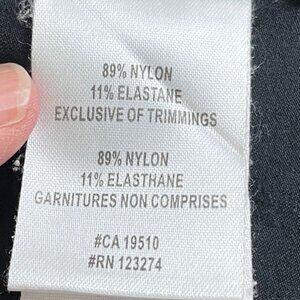 89% NYLON
11% ELASTANE
EXCLUSIVE OF TRIMMINGS
89% NYLON
11% ELASTHANE
GARNITURES NON COMPRISES
#CA 19510
#RN 123274